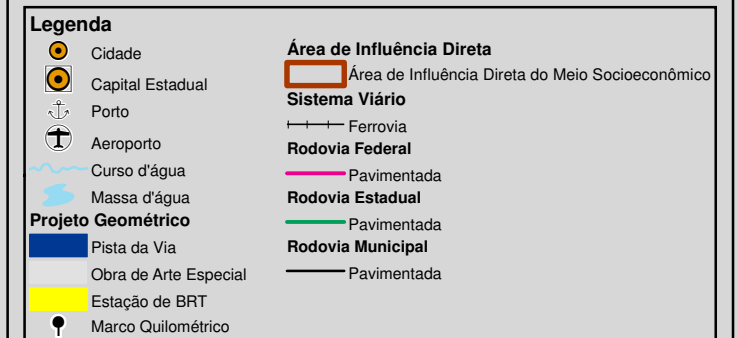 Legenda
Cidade
Capital Estadual
Porto
Aeroporto
Curso d'água
Massa d'água
Projeto Geométrico
Pista da Via
Obra de Arte Especial
Estação de BRT
Marco Quilométrico
Área de Influência Direta
Área de Influência Direta do Meio Socioeconômico
Sistema Viário
Ferrovia
Rodovia Federal
Pavimentada
Rodovia Estadual
Pavimentada
Rodovia Municipal
Pavimentada